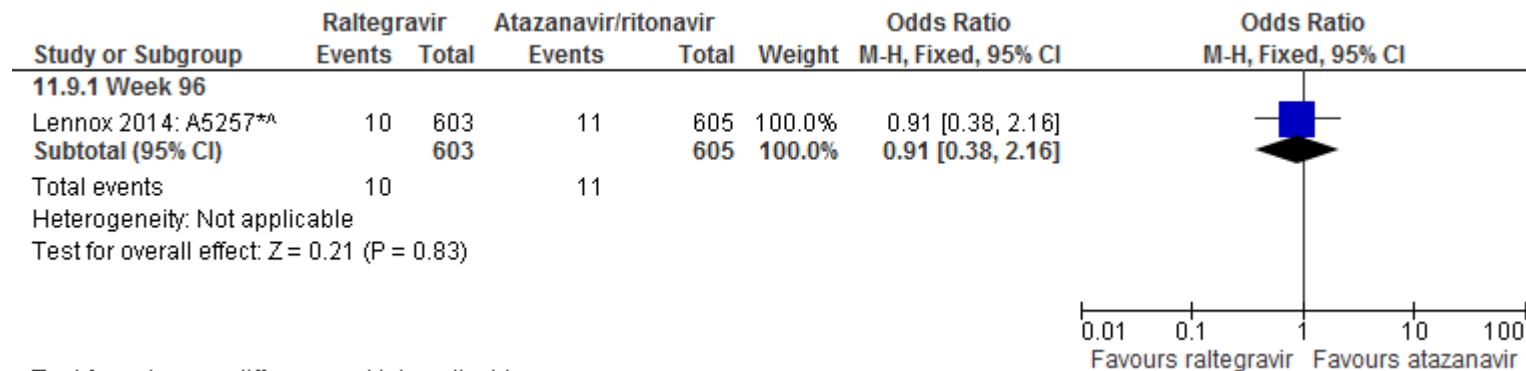 Raltegravir Atazanavir/ritonavir Odds Ratio Odds Ratio
Study or Subgroup Events Total Events Total Weight M-H, Fixed, 95% CI M-H, Fixed, 95% CI
11.9.1 Week 96
Lennox 2014: A5257*^ 10 603 11 605 100.0% 0.91 [0.38, 2.16]
Subtotal (95% CI) 603 605 100.0% 0.91 [0.38, 2.16]
Total events 10 11
Heterogeneity: Not applicable
Test for overall effect: Z = 0.21 (P = 0.83)
0.01 0.1 1 10 100
Favours raltegravir Favours atazanavir